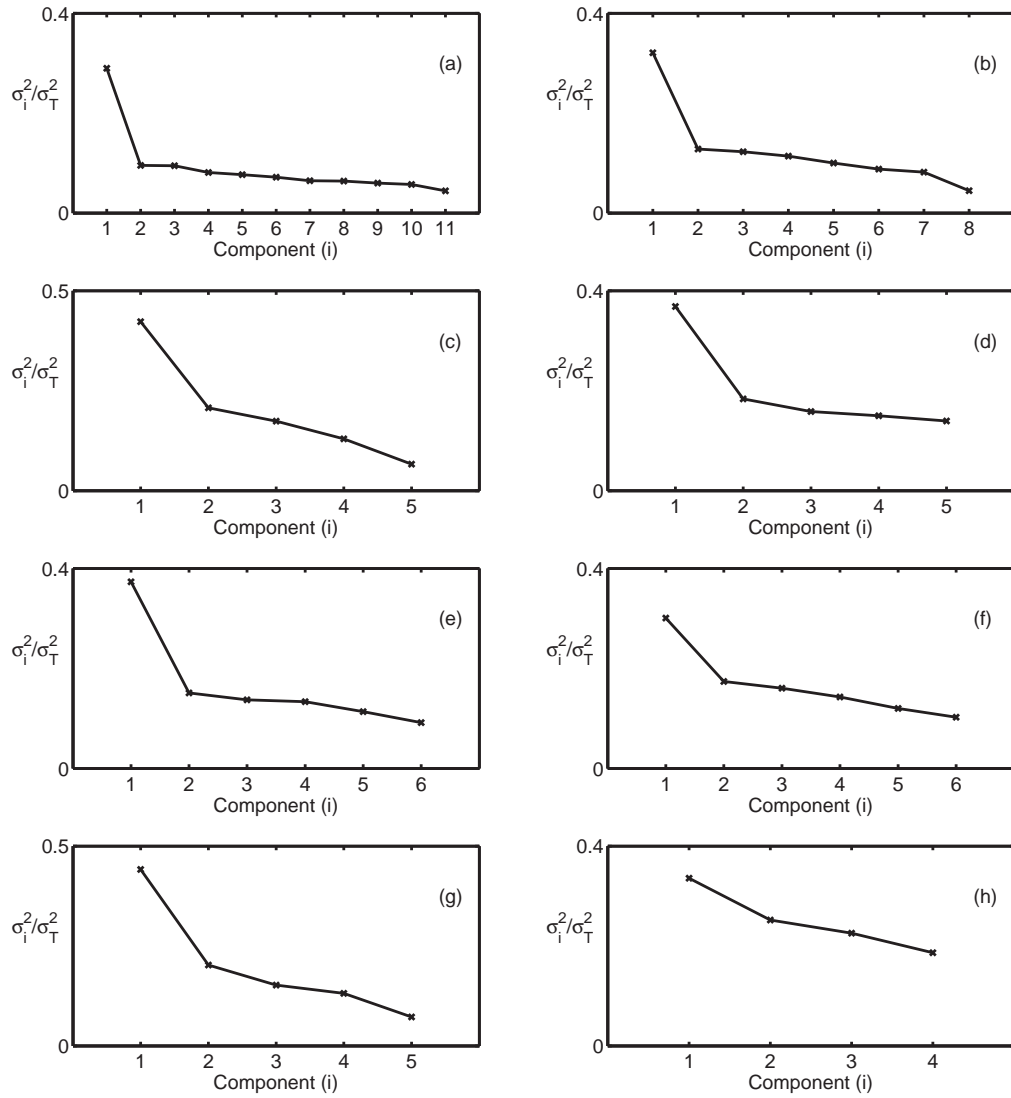 0.4
(a)
σ_i^2/σ_T^2
0
1 2 3 4 5 6 7 8 9 10 11
Component (i)
0.4
(b)
σ_i^2/σ_T^2
0
1 2 3 4 5 6 7 8
Component (i)
0.5
(c)
σ_i^2/σ_T^2
0
1 2 3 4 5
Component (i)
0.4
(d)
σ_i^2/σ_T^2
0
1 2 3 4 5
Component (i)
0.4
(e)
σ_i^2/σ_T^2
0
1 2 3 4 5 6
Component (i)
0.4
(f)
σ_i^2/σ_T^2
0
1 2 3 4 5 6
Component (i)
0.5
(g)
σ_i^2/σ_T^2
0
1 2 3 4 5
Component (i)
0.4
(h)
σ_i^2/σ_T^2
0
1 2 3 4
Component (i)